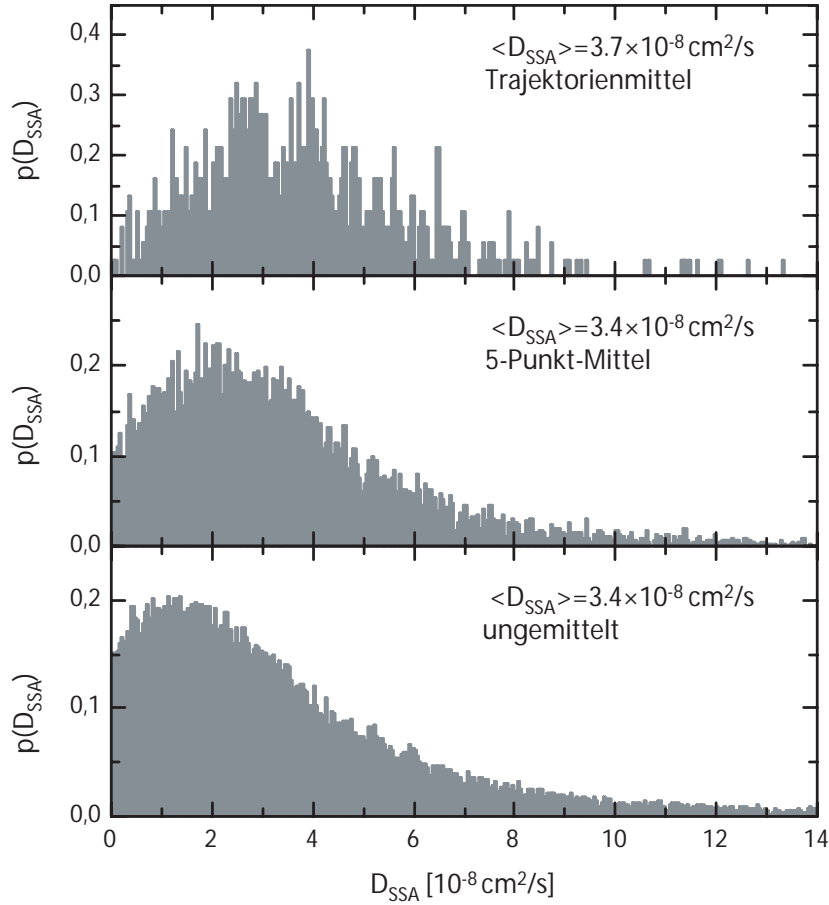 <D_SSA>=3.7×10⁻⁸ cm²/s
Trajektorienmittel
p(D_SSA)
0,4
0,3
0,2
0,1
0,0
<D_SSA>=3.4×10⁻⁸ cm²/s
5-Punkt-Mittel
p(D_SSA)
0,2
0,1
0,0
<D_SSA>=3.4×10⁻⁸ cm²/s
ungemittelt
p(D_SSA)
0,2
0,1
0,0
0 2 4 6 8 10 12 14
D_SSA [10⁻⁸ cm²/s]